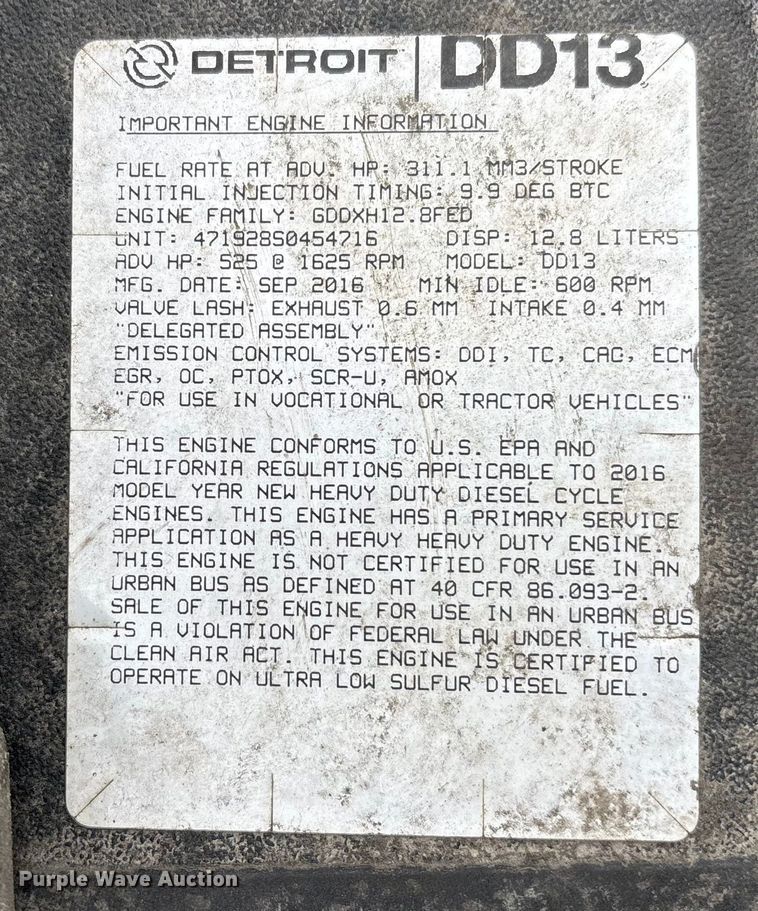 DETROIT DD13
IMPORTANT ENGINE INFORMATION
FUEL RATE AT ADV. HP: 311.1 MM3/STROKE
INITIAL INJECTION TIMING: 9.9 DEG BTC
ENGINE FAMILY: GDDXH12.8FED
UNIT: 471928S0454716 DISP: 12.8 LITERS
ADV HP: 525 @ 1625 RPM MODEL: DD13
MFG. DATE: SEP 2016 MIN IDLE: 600 RPM
VALVE LASH: EXHAUST 0.6 MM INTAKE 0.4 MM
"DELEGATED ASSEMBLY"
EMISSION CONTROL SYSTEMS: DDI, TC, CAC, ECM
EGR, OC, PTOX, SCR-U, AMOX
"FOR USE IN VOCATIONAL OR TRACTOR VEHICLES"
THIS ENGINE CONFORMS TO U.S. EPA AND
CALIFORNIA REGULATIONS APPLICABLE TO 2016
MODEL YEAR NEW HEAVY DUTY DIESEL CYCLE
ENGINES. THIS ENGINE HAS A PRIMARY SERVICE
APPLICATION AS A HEAVY HEAVY DUTY ENGINE.
THIS ENGINE IS NOT CERTIFIED FOR USE IN AN
URBAN BUS AS DEFINED AT 40 CFR 86.093-2.
SALE OF THIS ENGINE FOR USE IN AN URBAN BUS
IS A VIOLATION OF FEDERAL LAW UNDER THE
CLEAN AIR ACT. THIS ENGINE IS CERTIFIED TO
OPERATE ON ULTRA LOW SULFUR DIESEL FUEL.
Purple Wave Auction